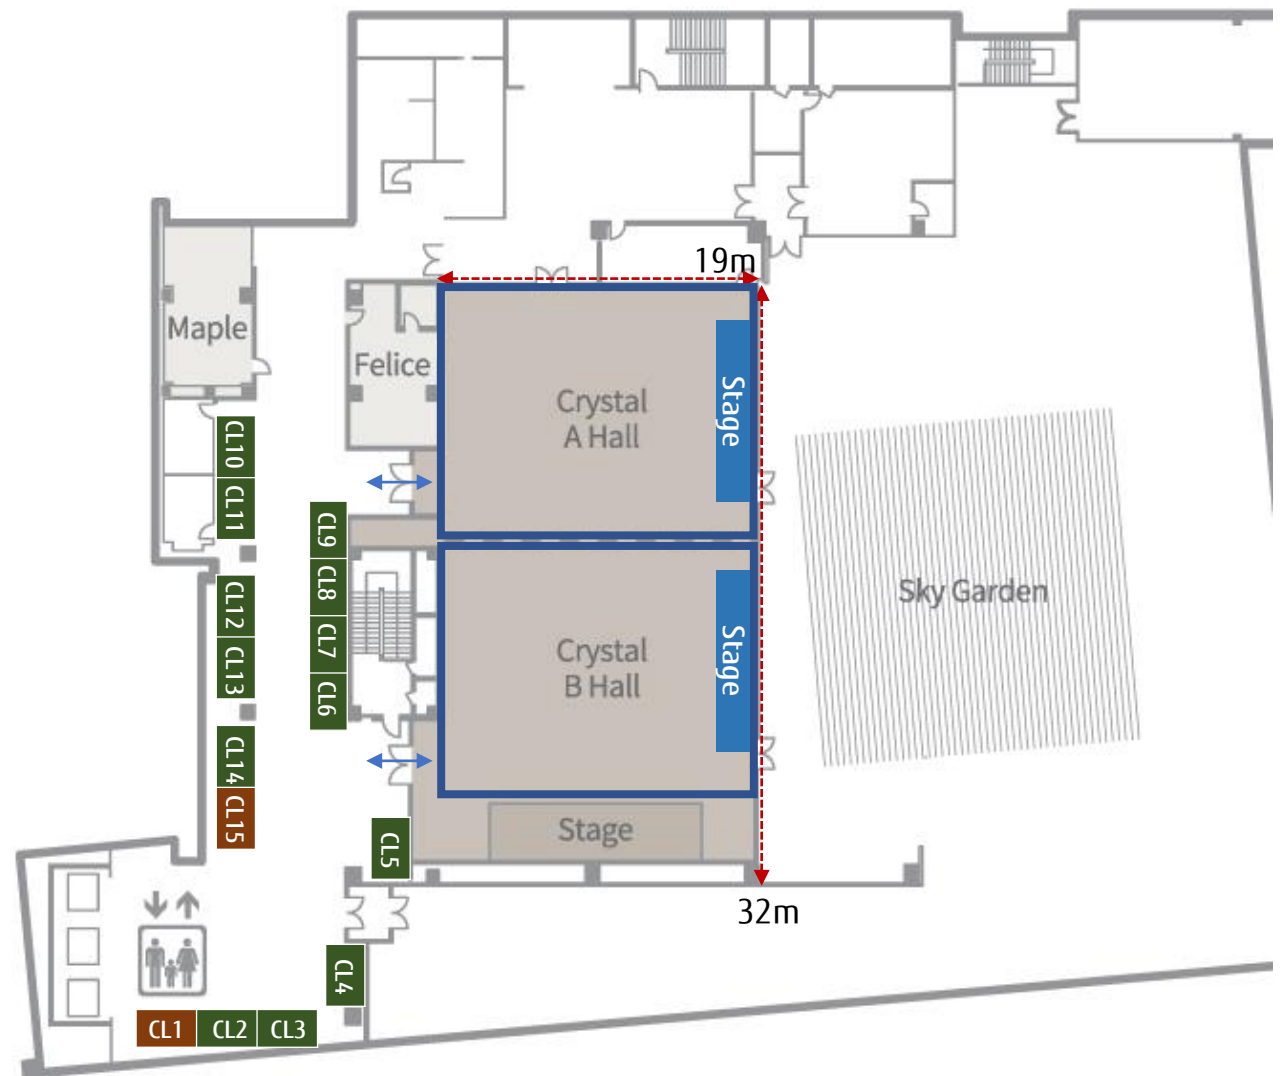 19m
Maple
Felice
Crystal
A Hall
Stage
CL10
CL11
CL9
CL8
CL12
CL7
CL13
CL6
Sky Garden
Crystal
B Hall
Stage
CL14
CL15
CL5
Stage
32m
CL4
CL1
CL2
CL3